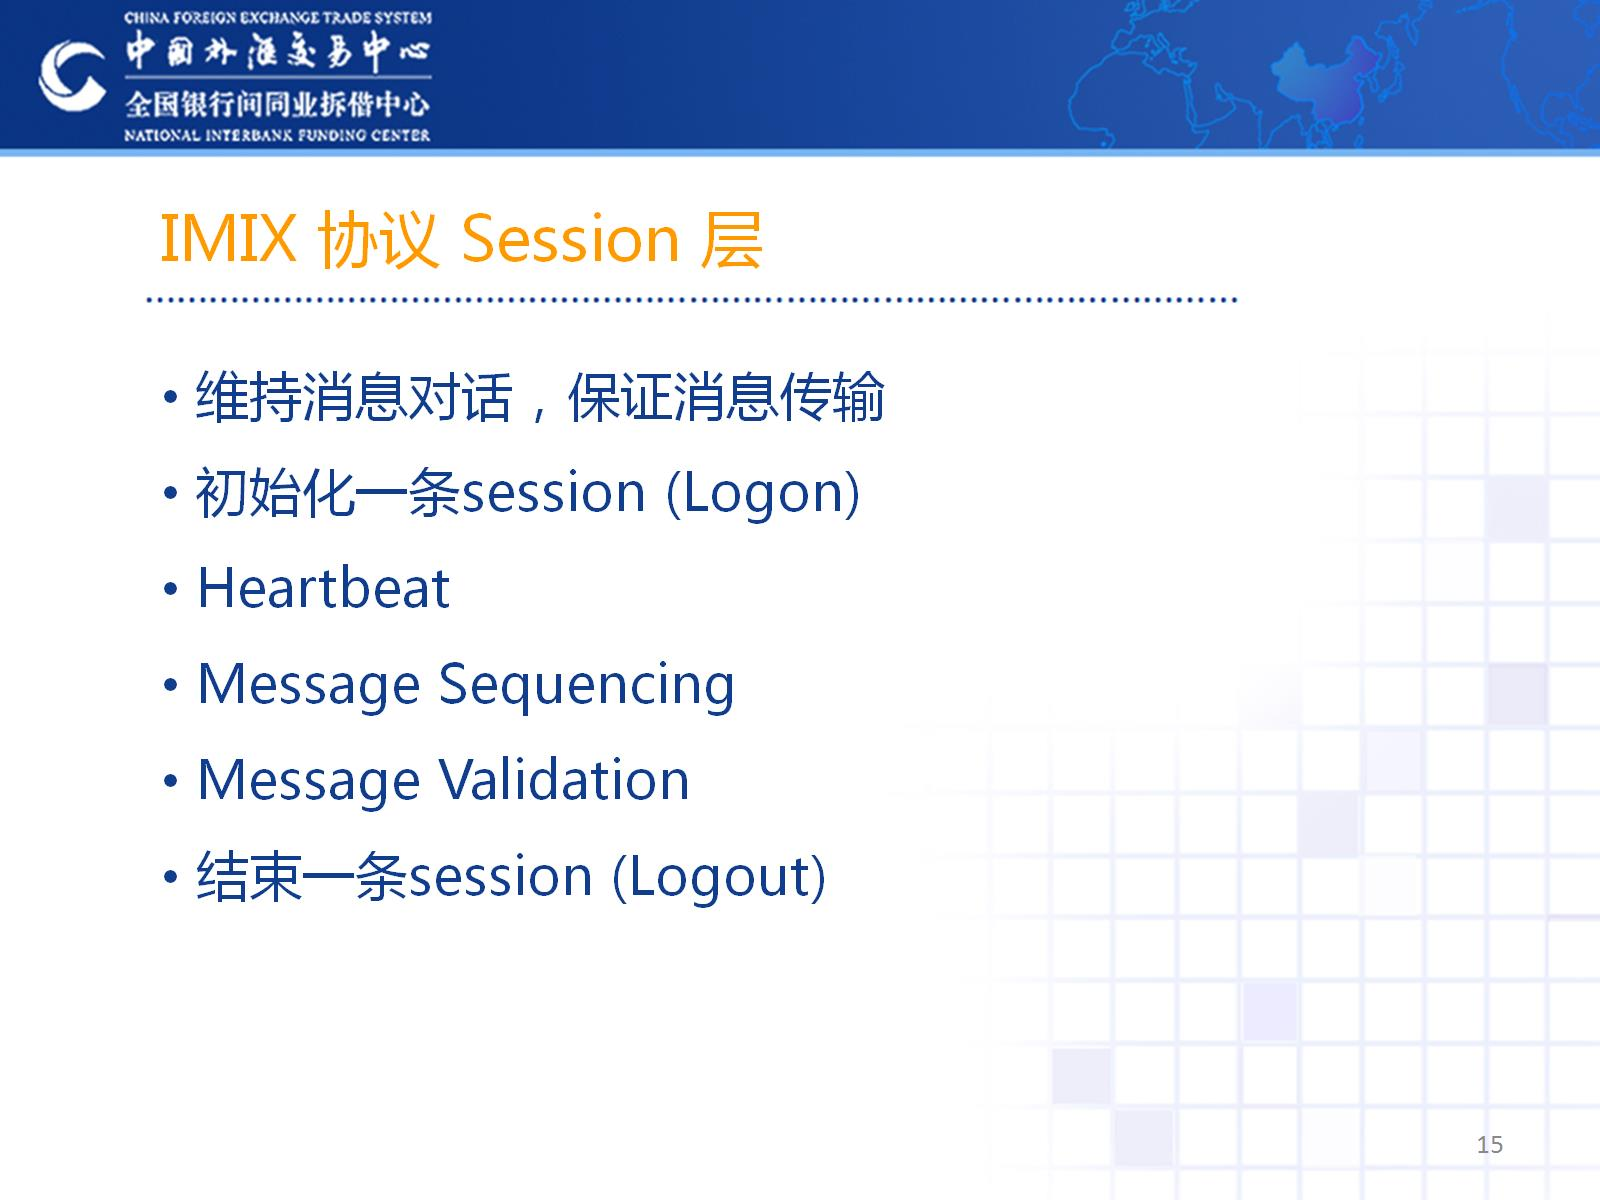 CHINA FOREIGN EXCHANGE TRADE SYSTEM
中国外汇交易中心
全国银行间同业拆借中心
NATIONAL INTERBANK FUNDING CENTER
IMIX 协议 Session 层
• 维持消息对话，保证消息传输
• 初始化一条session (Logon)
• Heartbeat
• Message Sequencing
• Message Validation
• 结束一条session (Logout)
15